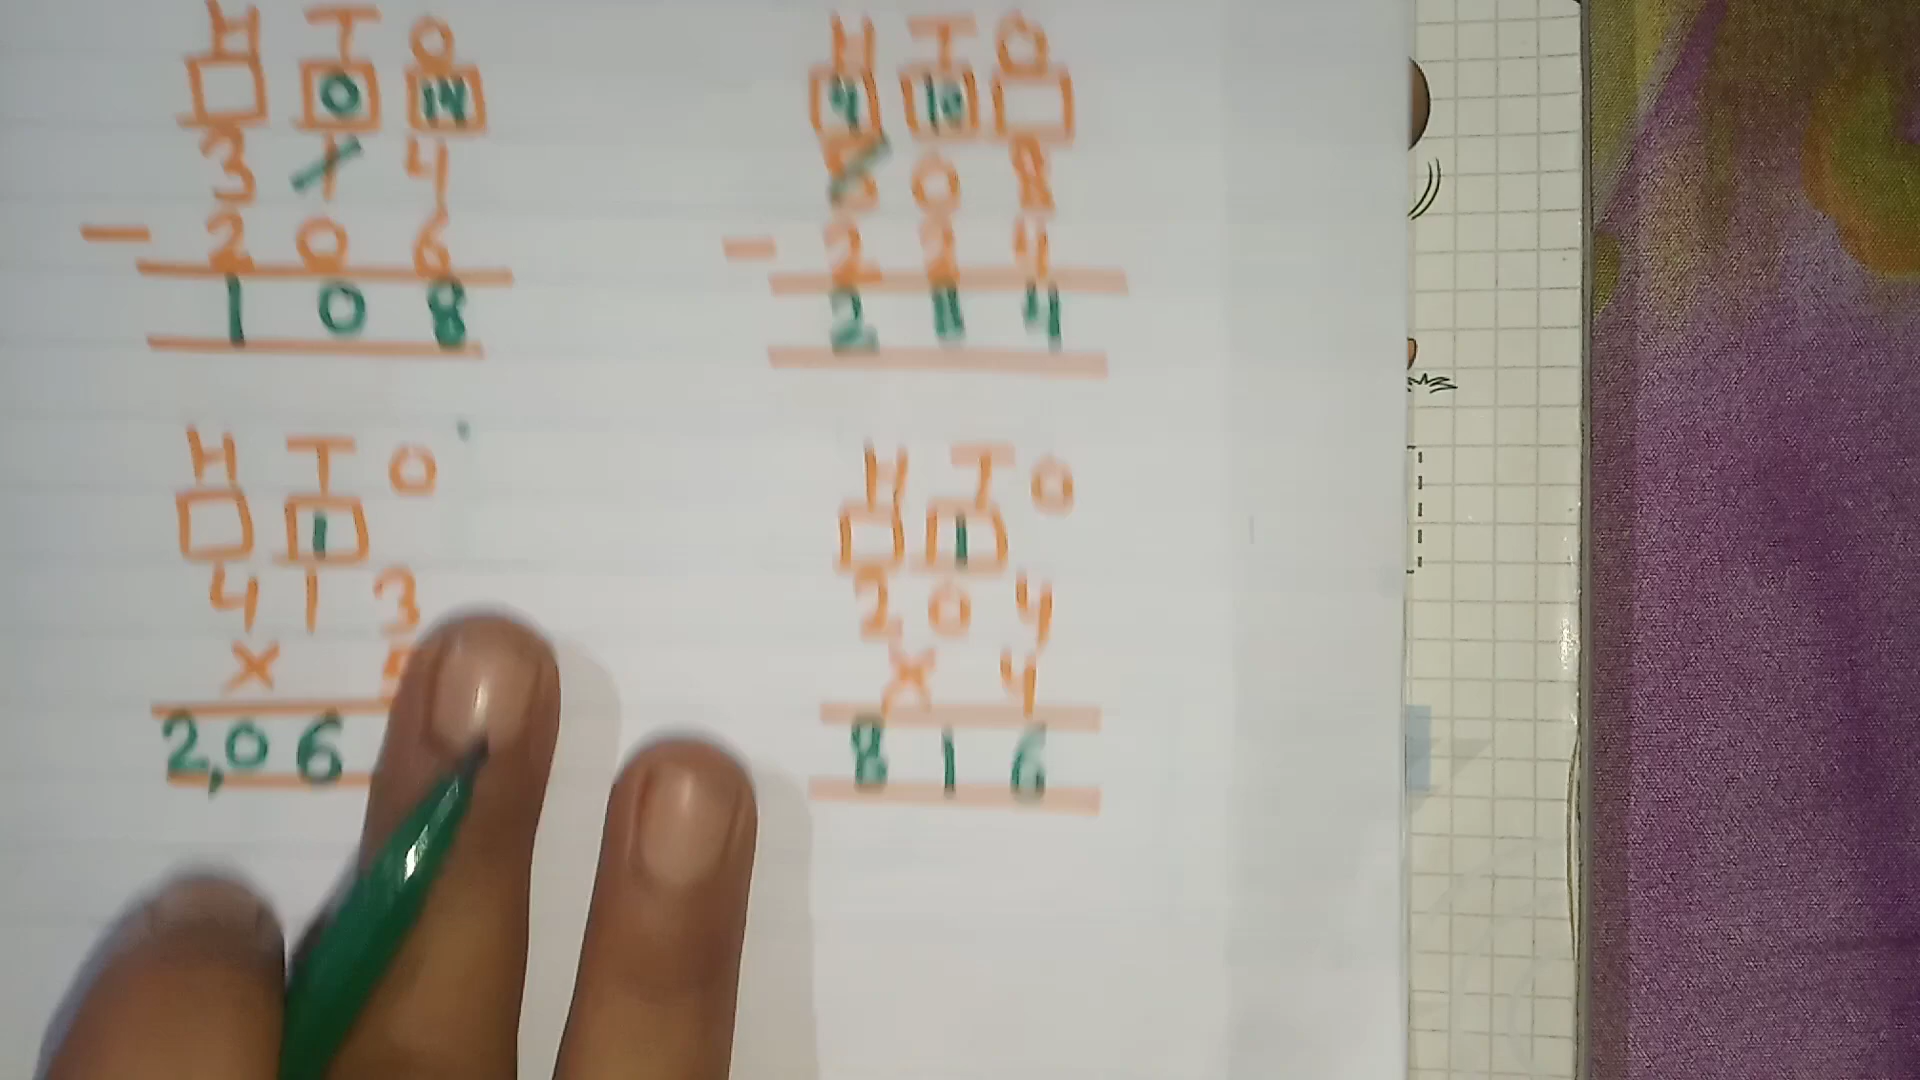 H T O
0 14
3 1 4
- 2 0 6
1 0 8
H T O
4 10
5 0 8
- 2 2 4
2 8 4
H T O
1
4 1 3
× 5
2,0 6
H T O
1
2 0 4
× 4
8 1 6